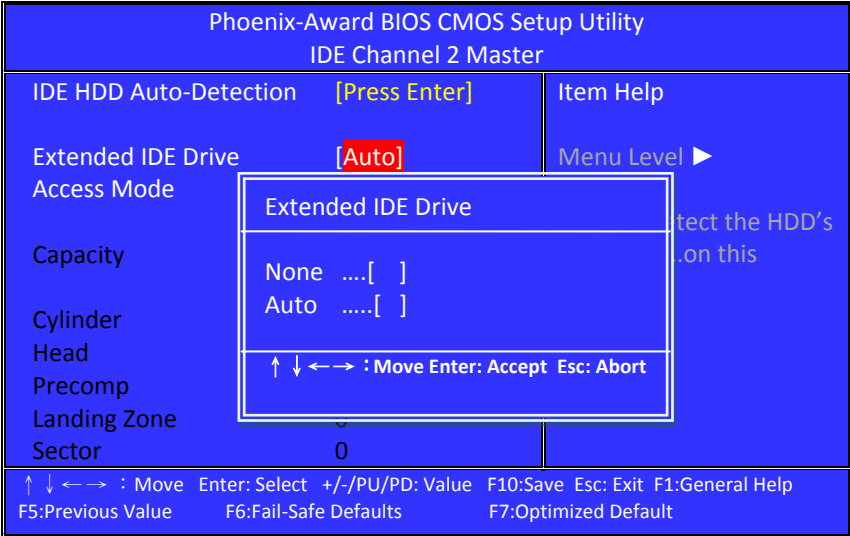 Phoenix-Award BIOS CMOS Setup Utility
IDE Channel 2 Master
IDE HDD Auto-Detection [Press Enter]
Item Help
Extended IDE Drive [Auto]
Menu Level ►
Access Mode
tect the HDD's
Capacity
..on this
Extended IDE Drive
None ....[ ]
Auto .....[ ]
↑ ↓ ←→ :Move Enter: Accept Esc: Abort
Cylinder
Head
Precomp
Landing Zone
Sector 0
↑ ↓ ←→ : Move Enter: Select +/-/PU/PD: Value F10:Save Esc: Exit F1:General Help
F5:Previous Value F6:Fail-Safe Defaults F7:Optimized Default